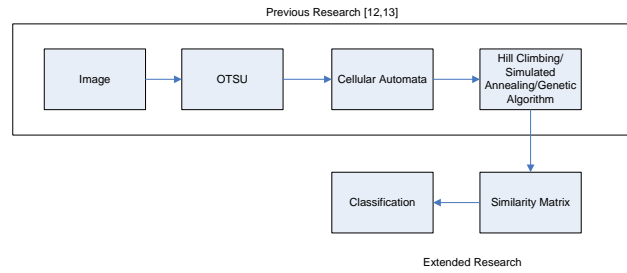 Previous Research [12,13]
Image
OTSU
Cellular Automata
Hill Climbing/
Simulated
Annealing/Genetic
Algorithm
Classification
Similarity Matrix
Extended Research